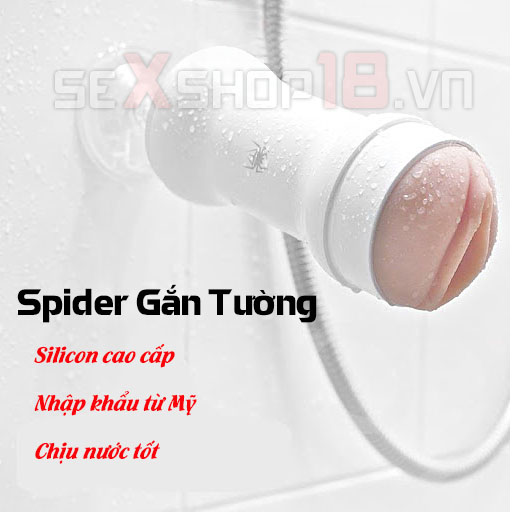 SEXSHOP18.VN
Spider Gắn Tường
Silicon cao cấp
Nhập khẩu từ Mỹ
Chịu nước tốt